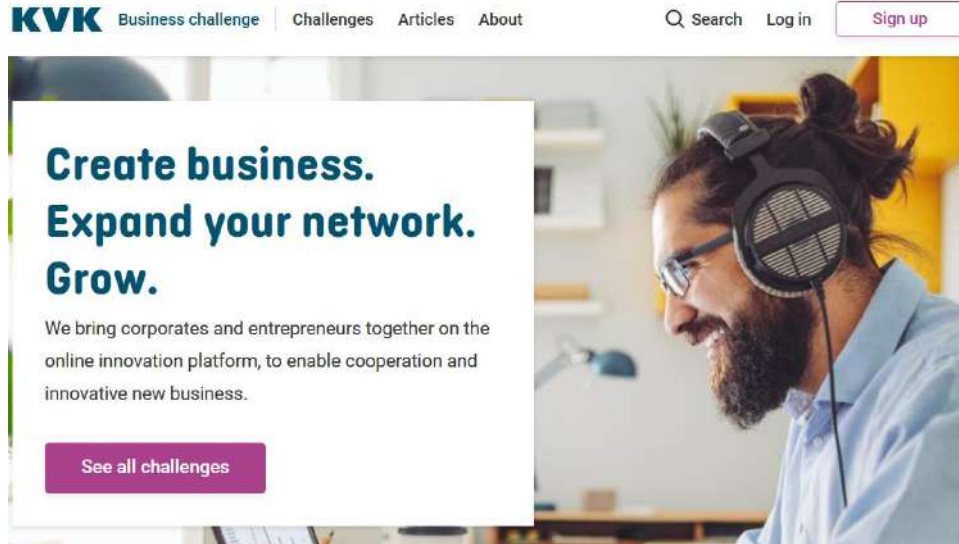 KVK Business challenge Challenges Articles About Search Log in Sign up
Create business.
Expand your network.
Grow.
We bring corporates and entrepreneurs together on the
online innovation platform, to enable cooperation and
innovative new business.
See all challenges